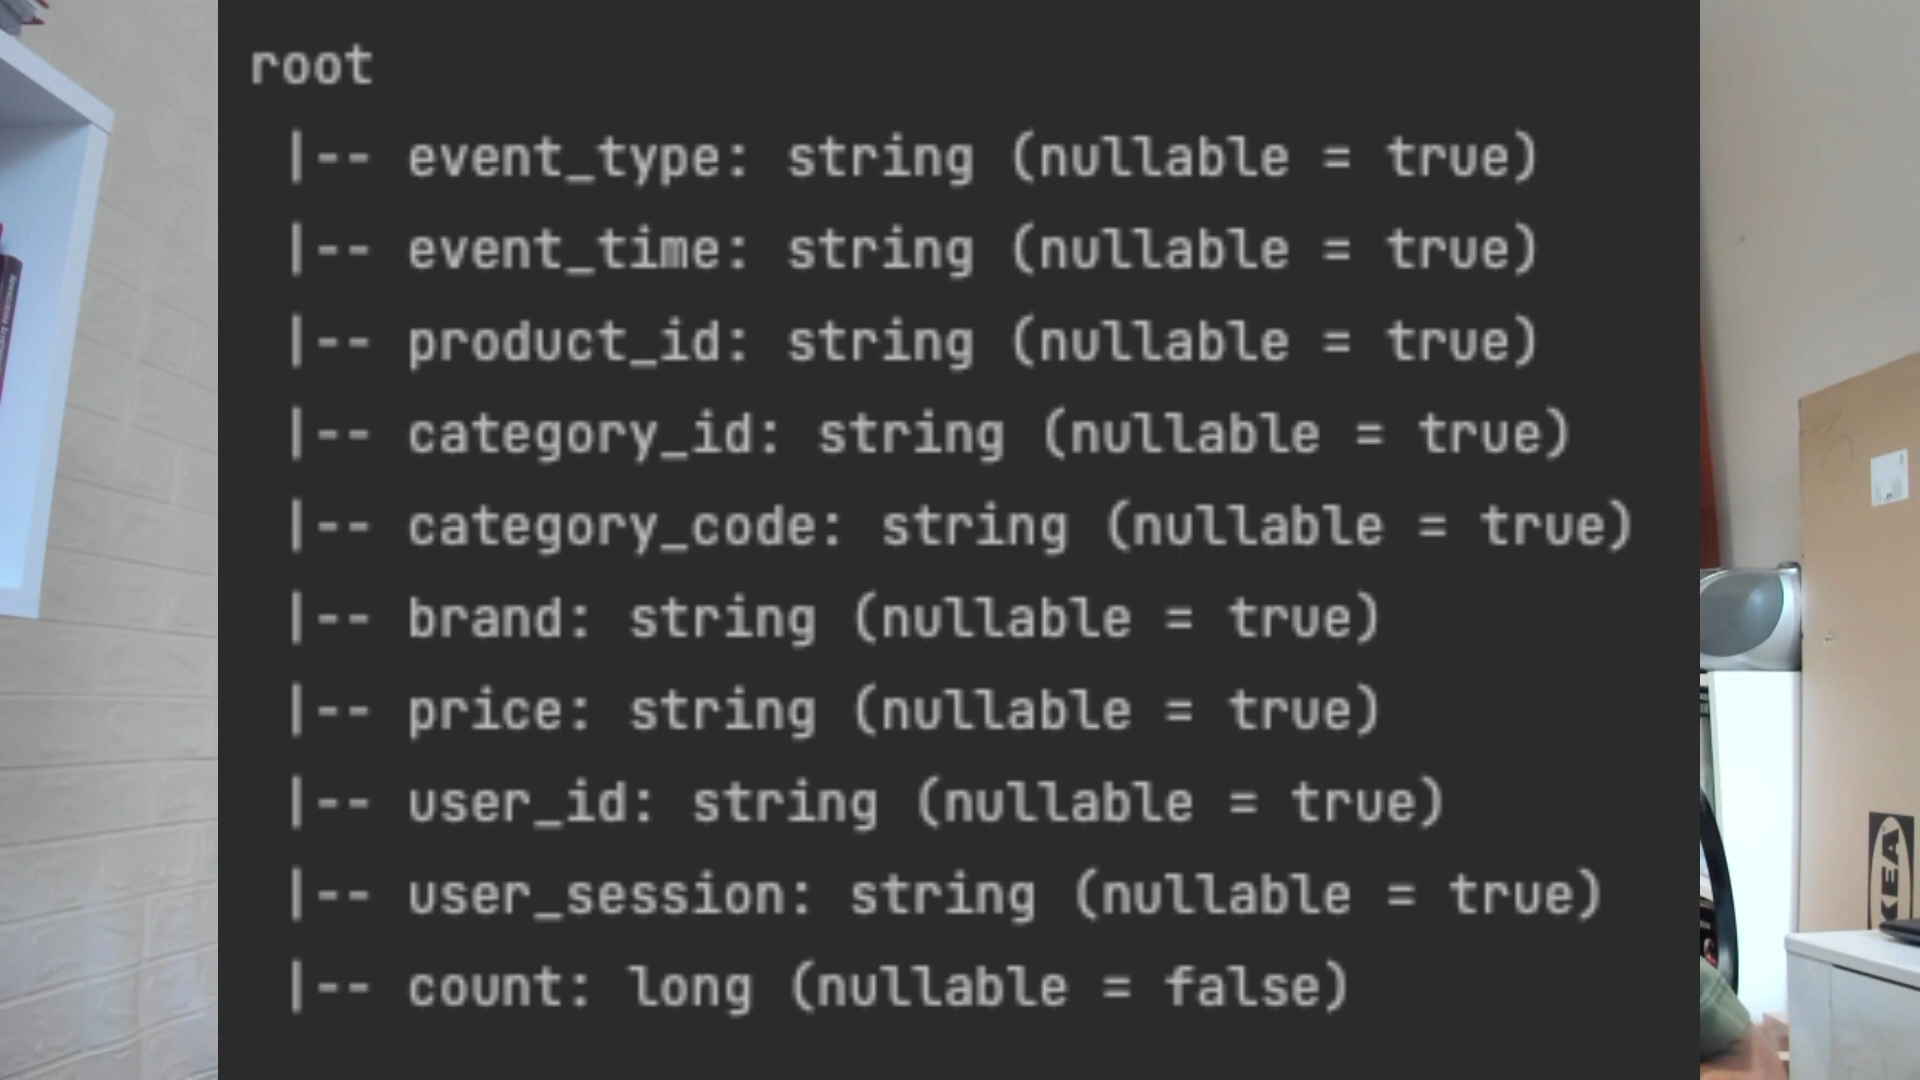 root
 |-- event_type: string (nullable = true)
 |-- event_time: string (nullable = true)
 |-- product_id: string (nullable = true)
 |-- category_id: string (nullable = true)
 |-- category_code: string (nullable = true)
 |-- brand: string (nullable = true)
 |-- price: string (nullable = true)
 |-- user_id: string (nullable = true)
 |-- user_session: string (nullable = true)
 |-- count: long (nullable = false)
IKEA